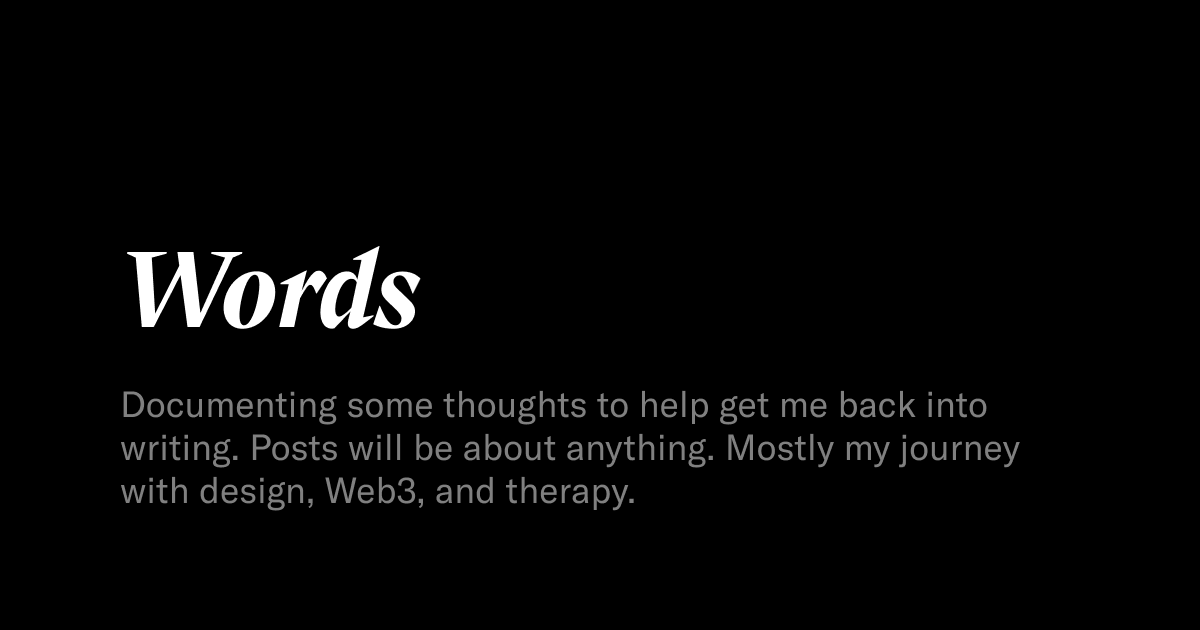 Words
Documenting some thoughts to help get me back into
writing. Posts will be about anything. Mostly my journey
with design, Web3, and therapy.